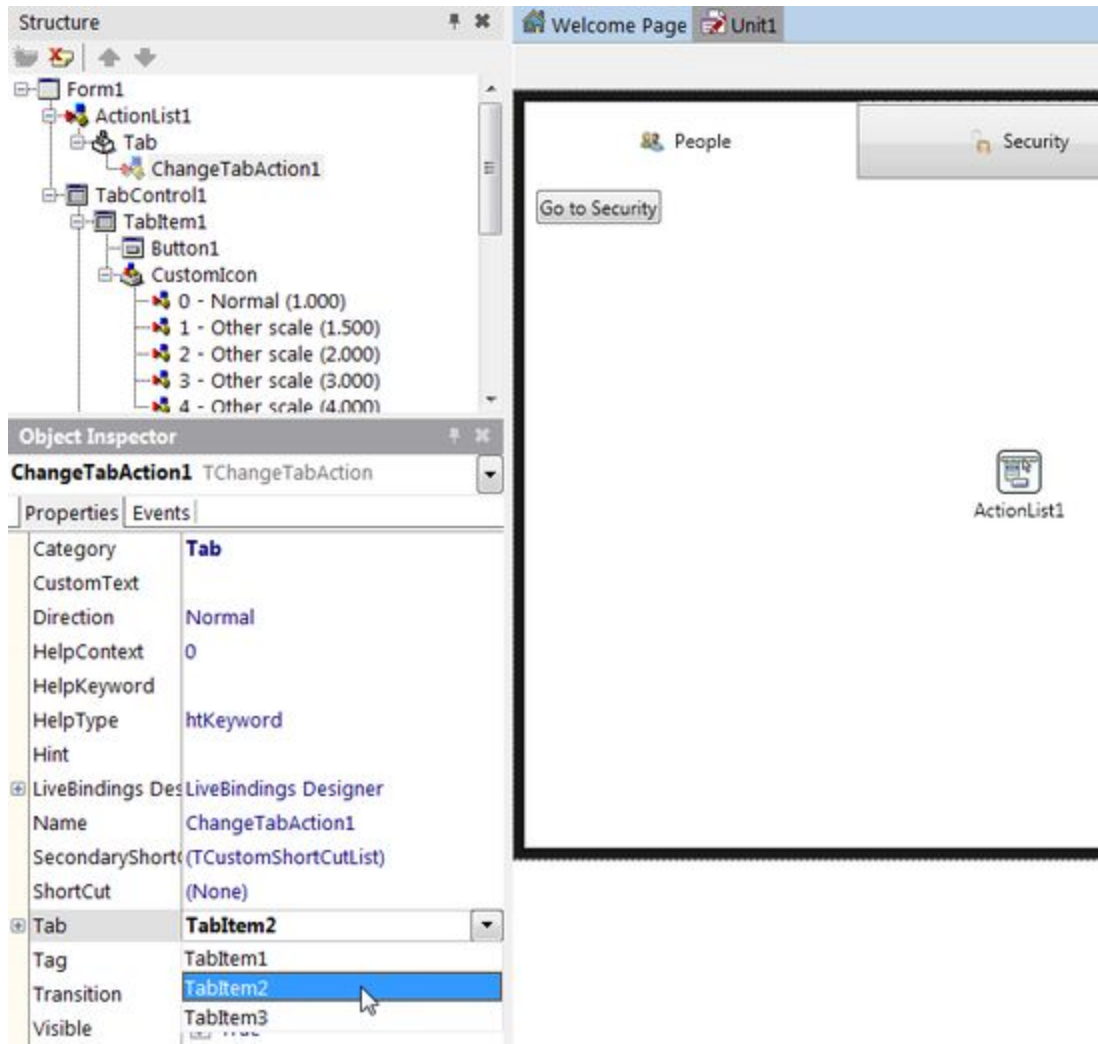 Structure
Form1
ActionList1
Tab
ChangeTabAction1
TabControl1
TabItem1
Button1
CustomIcon
0 - Normal (1.000)
1 - Other scale (1.500)
2 - Other scale (2.000)
3 - Other scale (3.000)
4 - Other scale (4.000)
Object Inspector
ChangeTabAction1 TChangeTabAction
Properties Events
Category Tab
CustomText
Direction Normal
HelpContext 0
HelpKeyword
HelpType htKeyword
Hint
LiveBindings Des LiveBindings Designer
Name ChangeTabAction1
SecondaryShort (TCustomShortCutList)
ShortCut (None)
Tab TabItem2
Tag TabItem1
Transition TabItem2
Visible TabItem3
Welcome Page Unit1
People Security
Go to Security
ActionList1